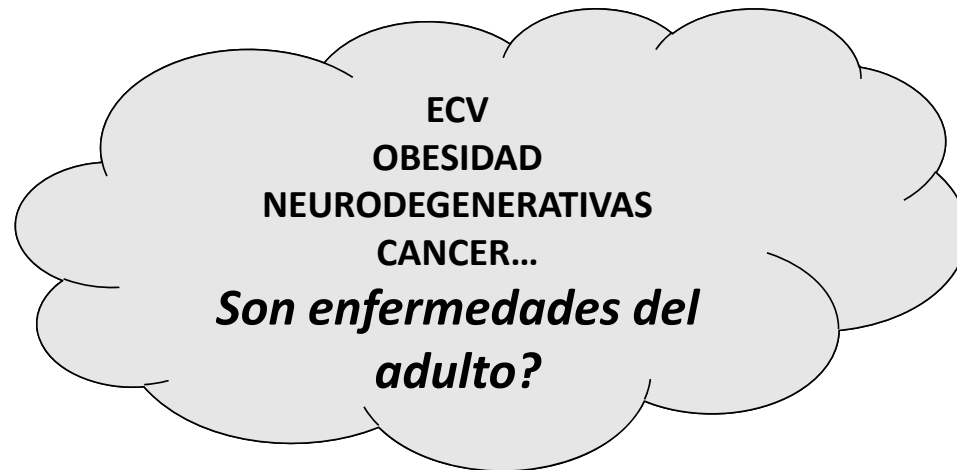 ECV
OBESIDAD
NEURODEGENERATIVAS
CANCER…
Son enfermedades del
adulto?